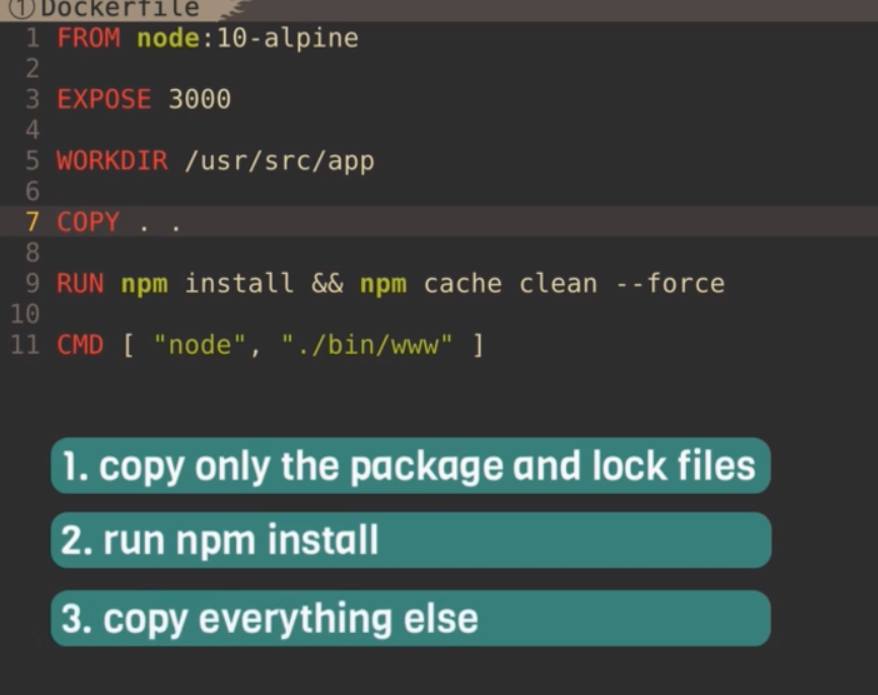 ① Dockerfile
1 FROM node:10-alpine
2
3 EXPOSE 3000
4
5 WORKDIR /usr/src/app
6
7 COPY . .
8
9 RUN npm install && npm cache clean --force
10
11 CMD [ "node", "./bin/www" ]
1. copy only the package and lock files
2. run npm install
3. copy everything else